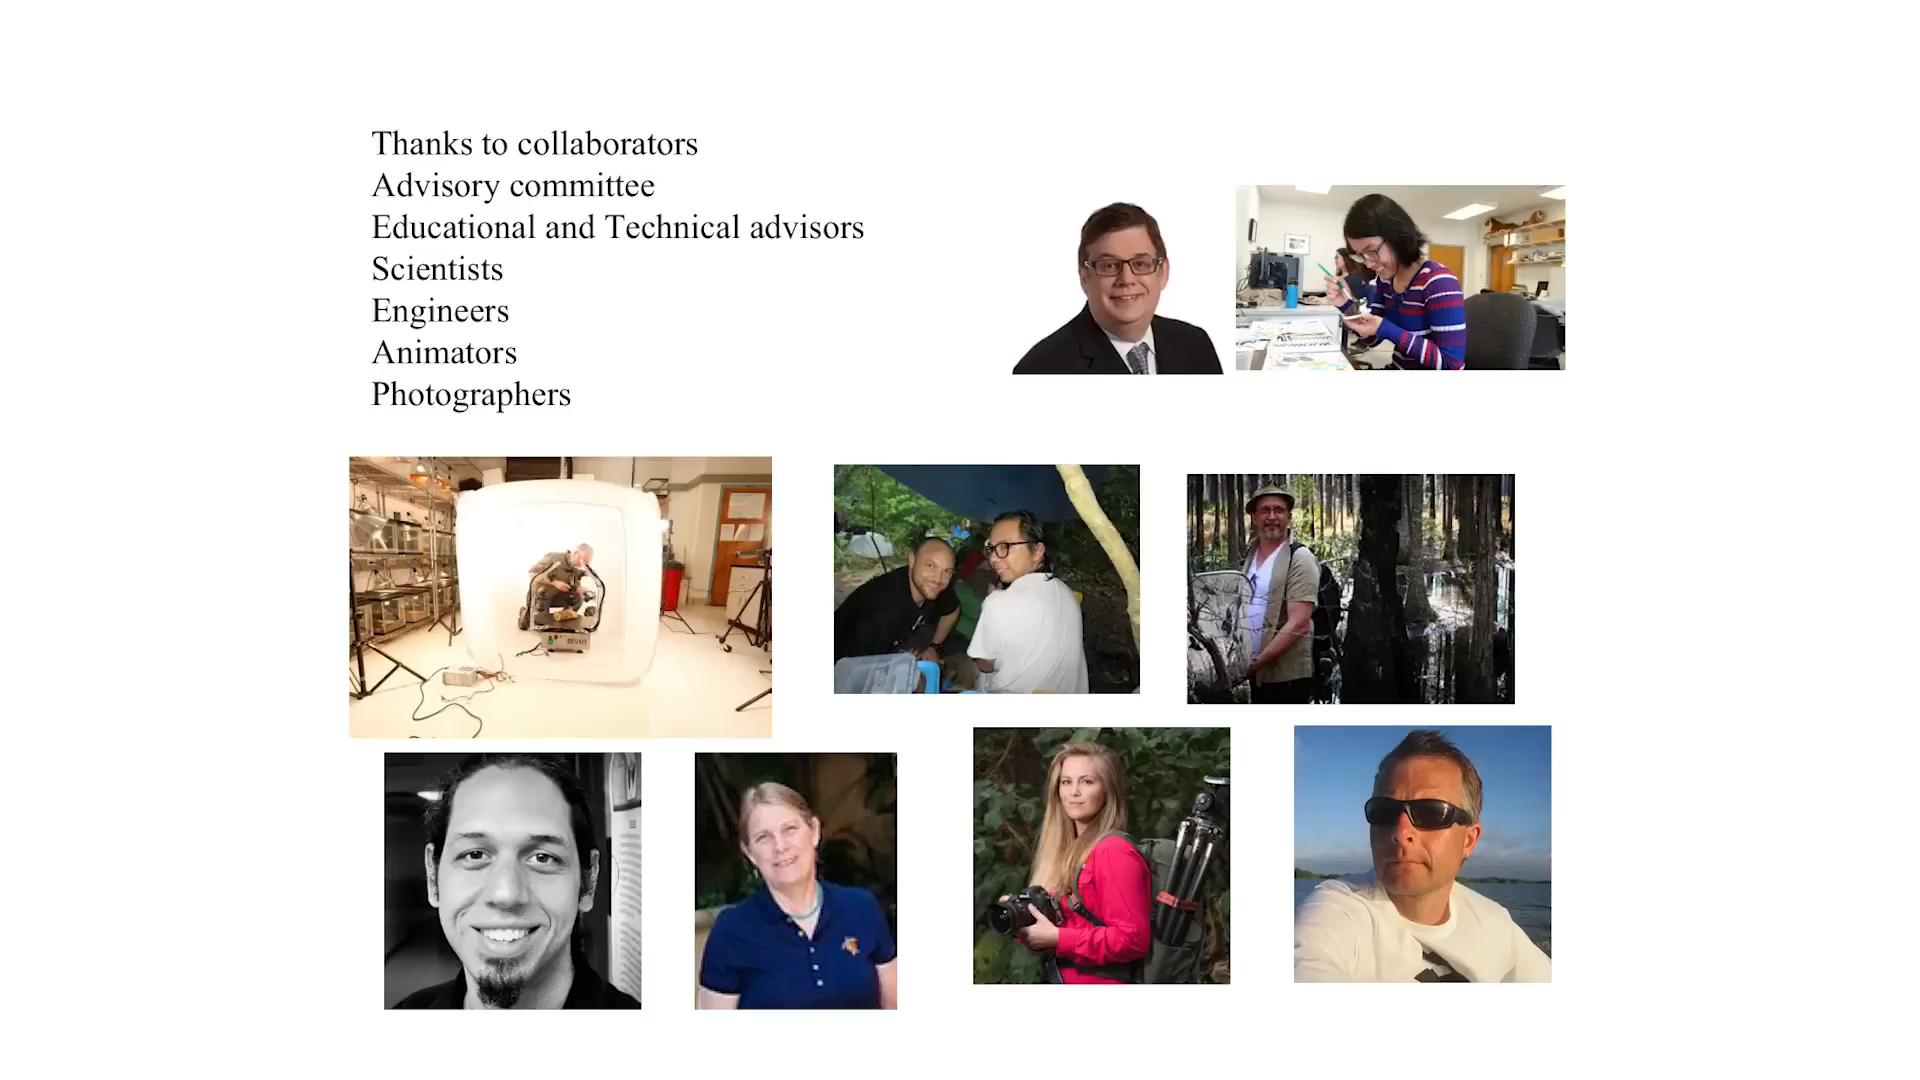 Thanks to collaborators
Advisory committee
Educational and Technical advisors
Scientists
Engineers
Animators
Photographers